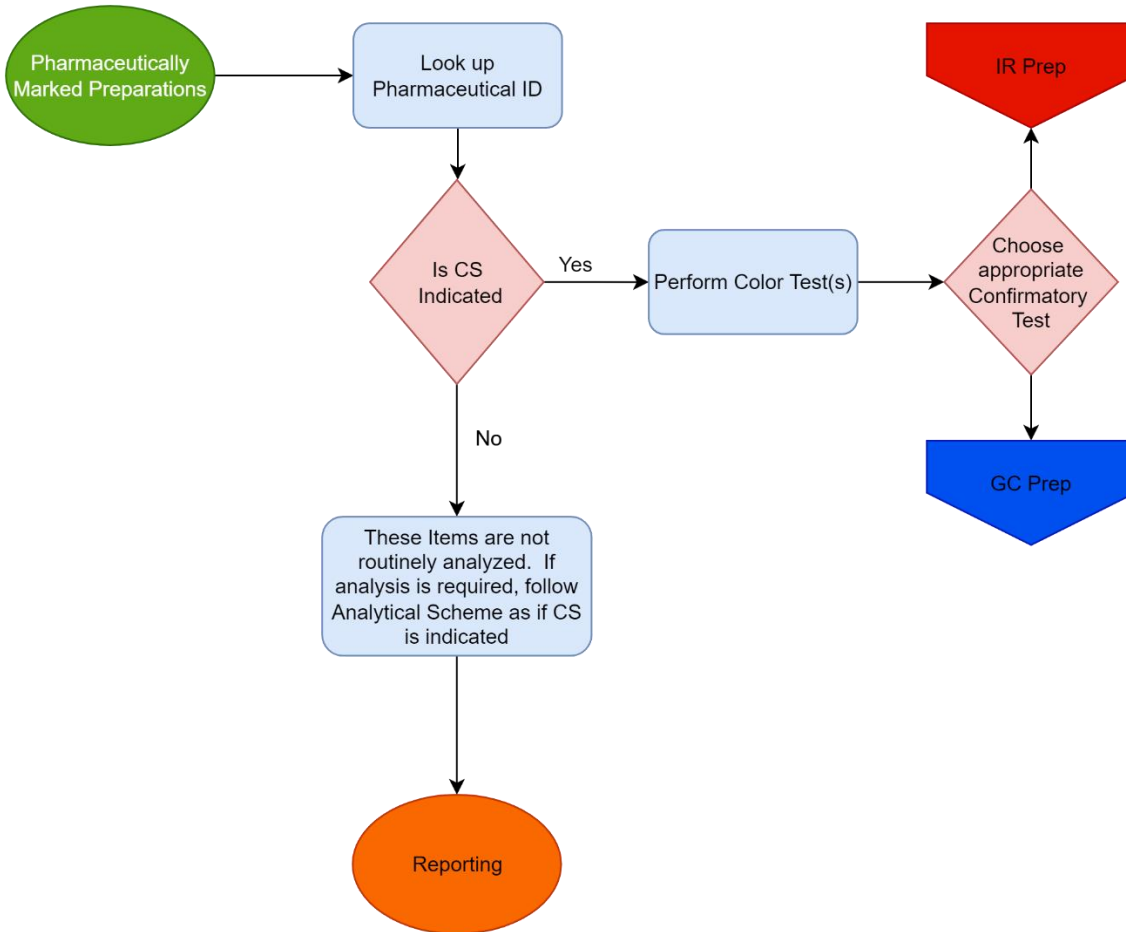 Pharmaceutically
Marked Preparations
Look up
Pharmaceutical ID
IR Prep
Is CS
Indicated
Yes
Perform Color Test(s)
Choose
appropriate
Confirmatory
Test
No
GC Prep
These Items are not
routinely analyzed.  If
analysis is required, follow
Analytical Scheme as if CS
is indicated
Reporting